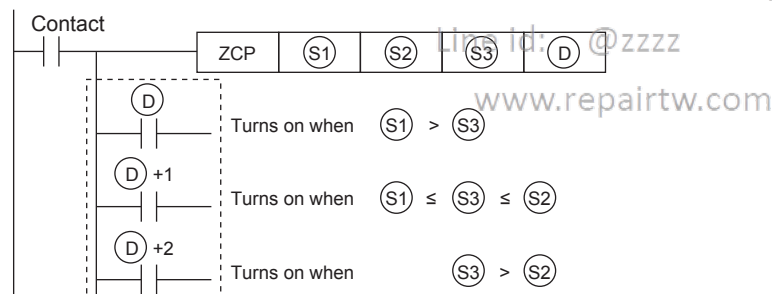 Contact
ZCP S1 S2 S3 D
Line id: @zzzz
www.repairtw.com
D
Turns on when S1 > S3
D +1
Turns on when S1 ≤ S3 ≤ S2
D +2
Turns on when S3 > S2